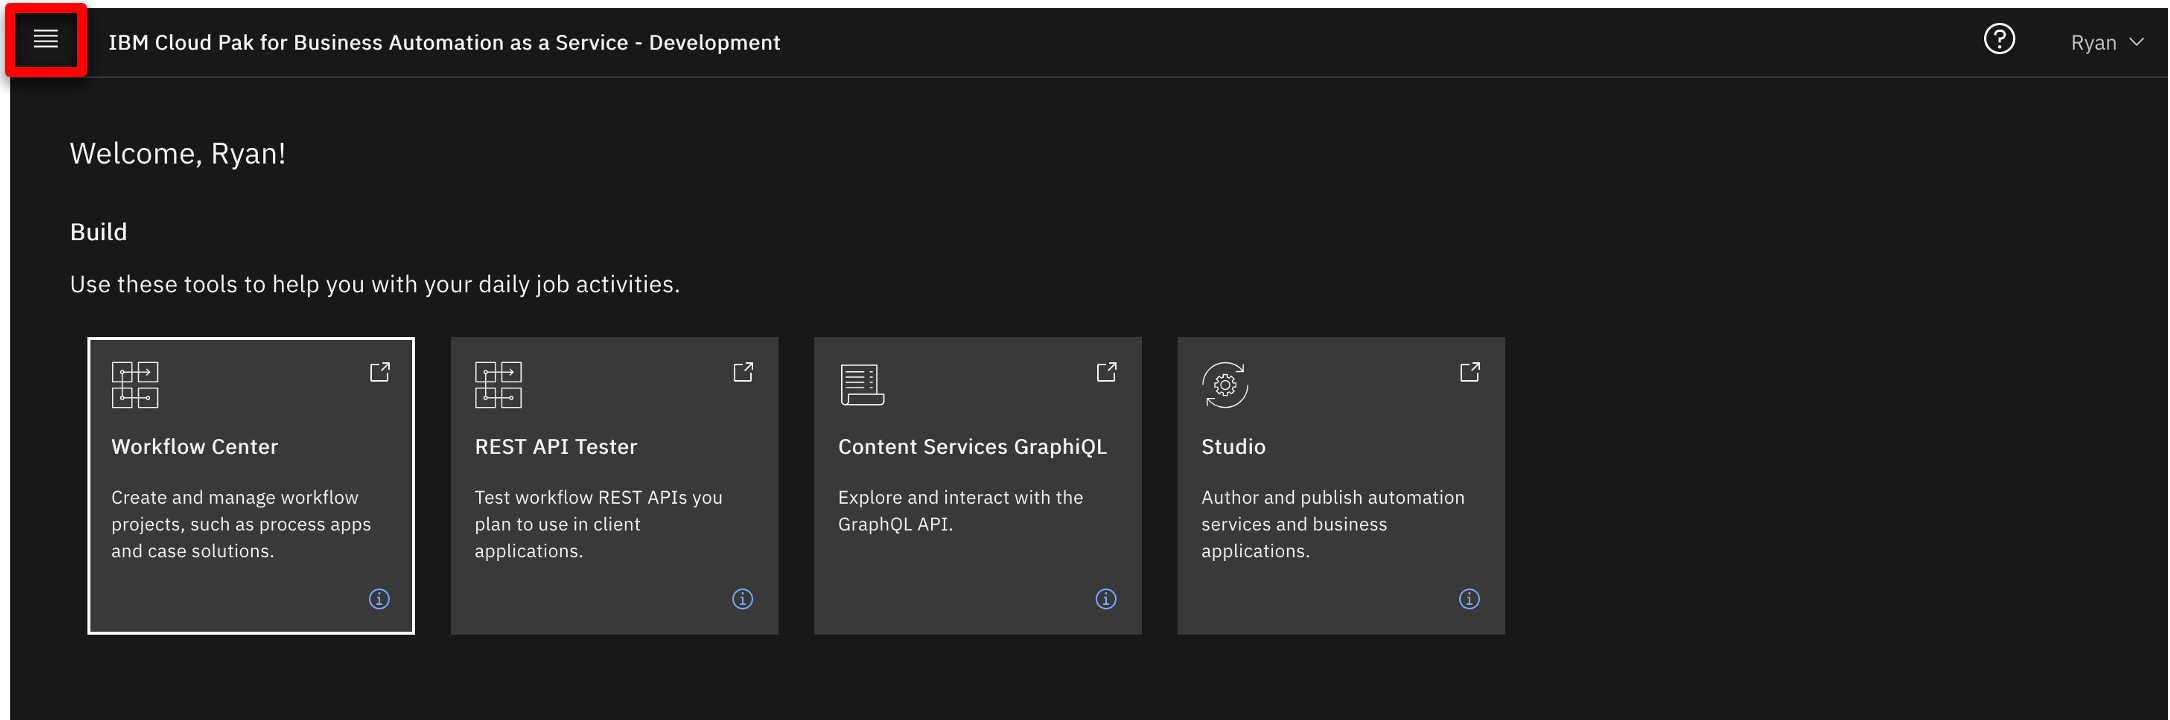 IBM Cloud Pak for Business Automation as a Service - Development
Ryan
Welcome, Ryan!
Build
Use these tools to help you with your daily job activities.
Workflow Center
Create and manage workflow
projects, such as process apps
and case solutions.
REST API Tester
Test workflow REST APIs you
plan to use in client
applications.
Content Services GraphiQL
Explore and interact with the
GraphQL API.
Studio
Author and publish automation
services and business
applications.